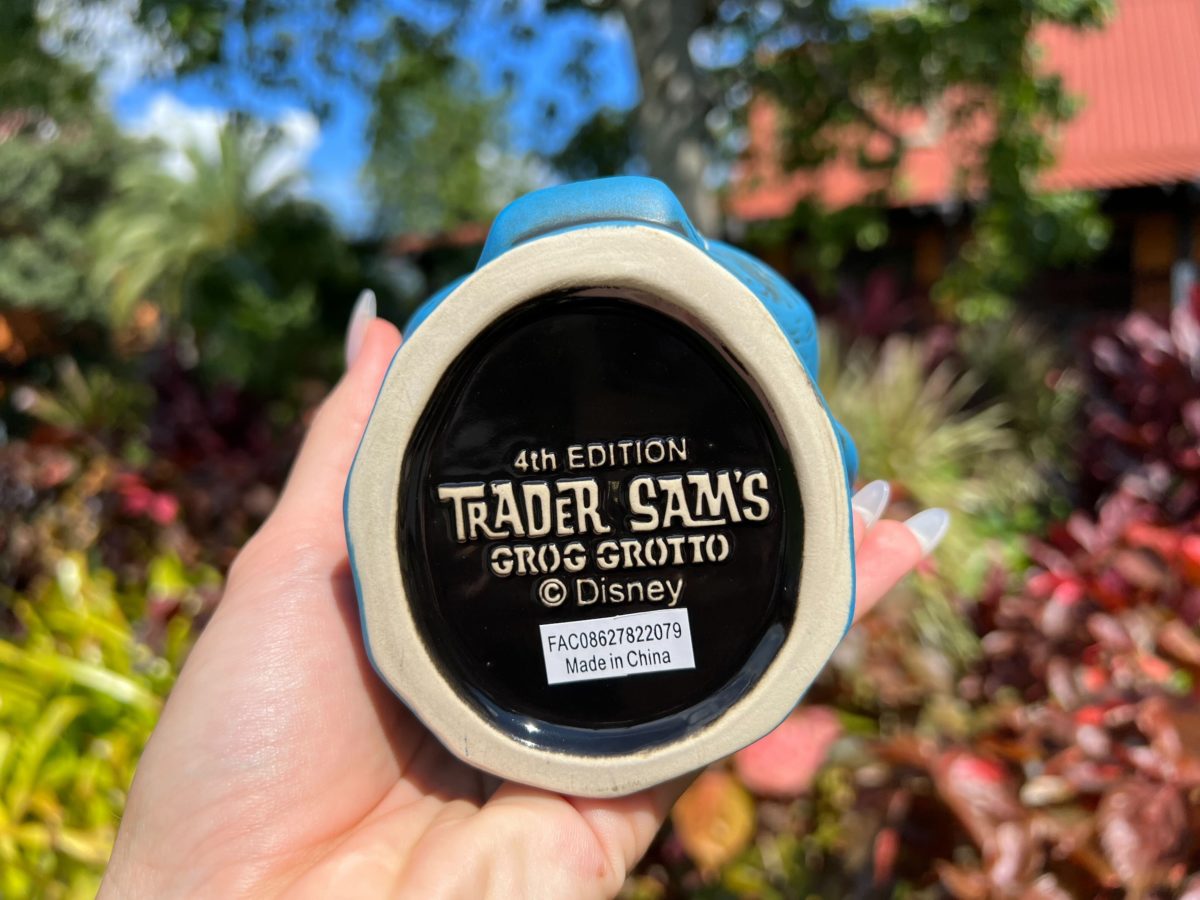 4th EDITION
TRADER SAM'S
GROG GROTTO
© Disney
FAC08627822079
Made in China